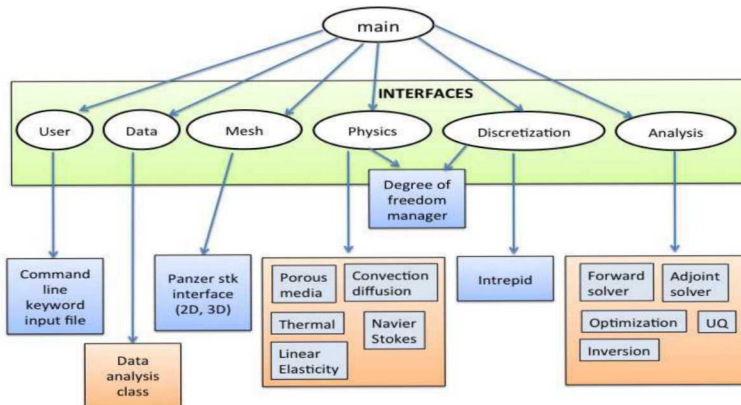 main
INTERFACES
User
Data
Mesh
Physics
Discretization
Analysis
Degree of
freedom
manager
Command
line
keyword
input file
Data
analysis
class
Panzer stk
interface
(2D, 3D)
Porous
media
Convection
diffusion
Thermal
Navier
Stokes
Linear
Elasticity
Intrepid
Forward
solver
Adjoint
solver
Optimization
UQ
Inversion